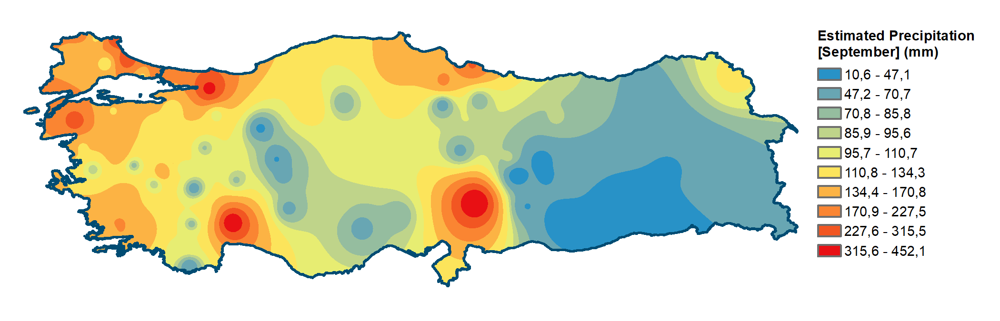 Estimated Precipitation
[September] (mm)
10,6 - 47,1
47,2 - 70,7
70,8 - 85,8
85,9 - 95,6
95,7 - 110,7
110,8 - 134,3
134,4 - 170,8
170,9 - 227,5
227,6 - 315,5
315,6 - 452,1